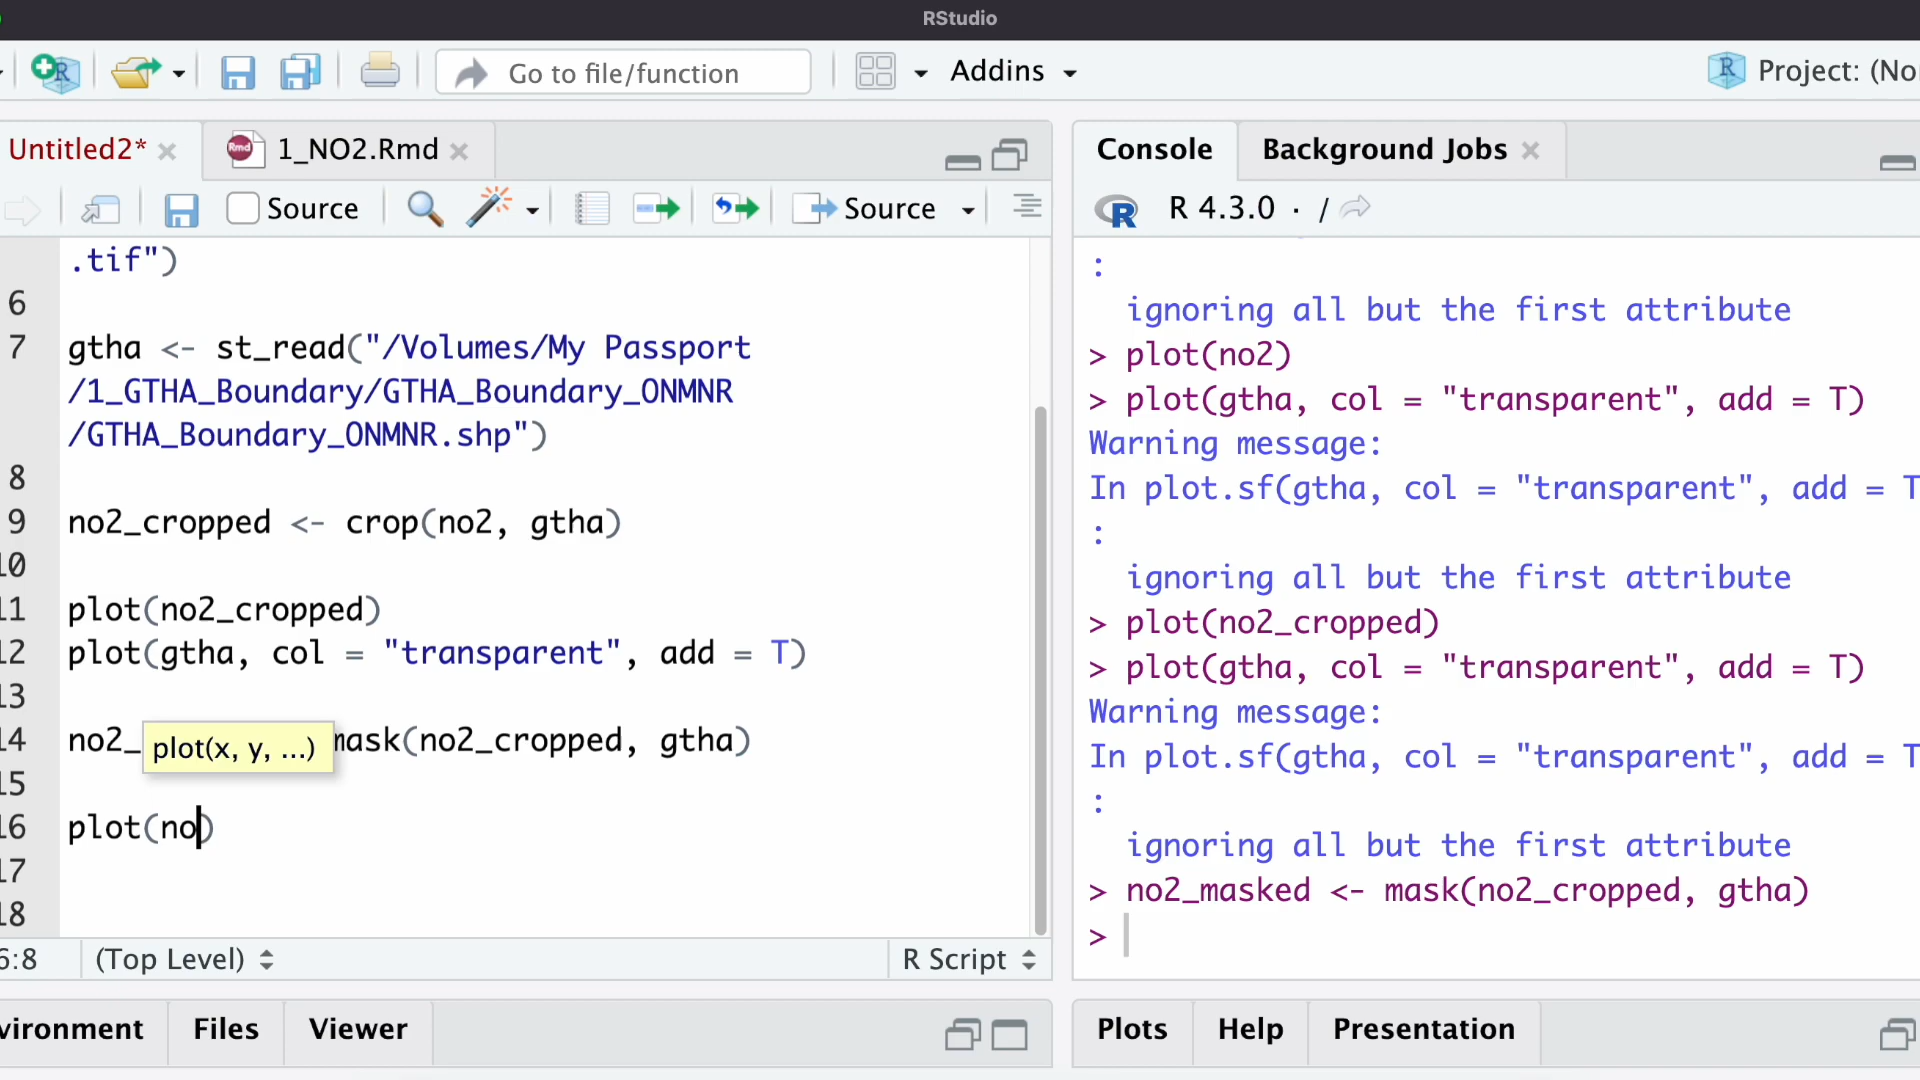 RStudio
Go to file/function
Addins
Project: (No
Untitled2*
1_NO2.Rmd
Source
Source
.tif")
6
7 gtha <- st_read("/Volumes/My Passport
/1_GTHA_Boundary/GTHA_Boundary_ONMNR
/GTHA_Boundary_ONMNR.shp")
8
9 no2_cropped <- crop(no2, gtha)
10
11 plot(no2_cropped)
12 plot(gtha, col = "transparent", add = T)
13
14 no2_ mask(no2_cropped, gtha)
plot(x, y, ...)
15
16 plot(no)
17
18
6:8
(Top Level)
R Script
vironment
Files
Viewer
Console
Background Jobs
R 4.3.0 · /
:
ignoring all but the first attribute
> plot(no2)
> plot(gtha, col = "transparent", add = T)
Warning message:
In plot.sf(gtha, col = "transparent", add = T
:
ignoring all but the first attribute
> plot(no2_cropped)
> plot(gtha, col = "transparent", add = T)
Warning message:
In plot.sf(gtha, col = "transparent", add = T
:
ignoring all but the first attribute
> no2_masked <- mask(no2_cropped, gtha)
>
Plots
Help
Presentation